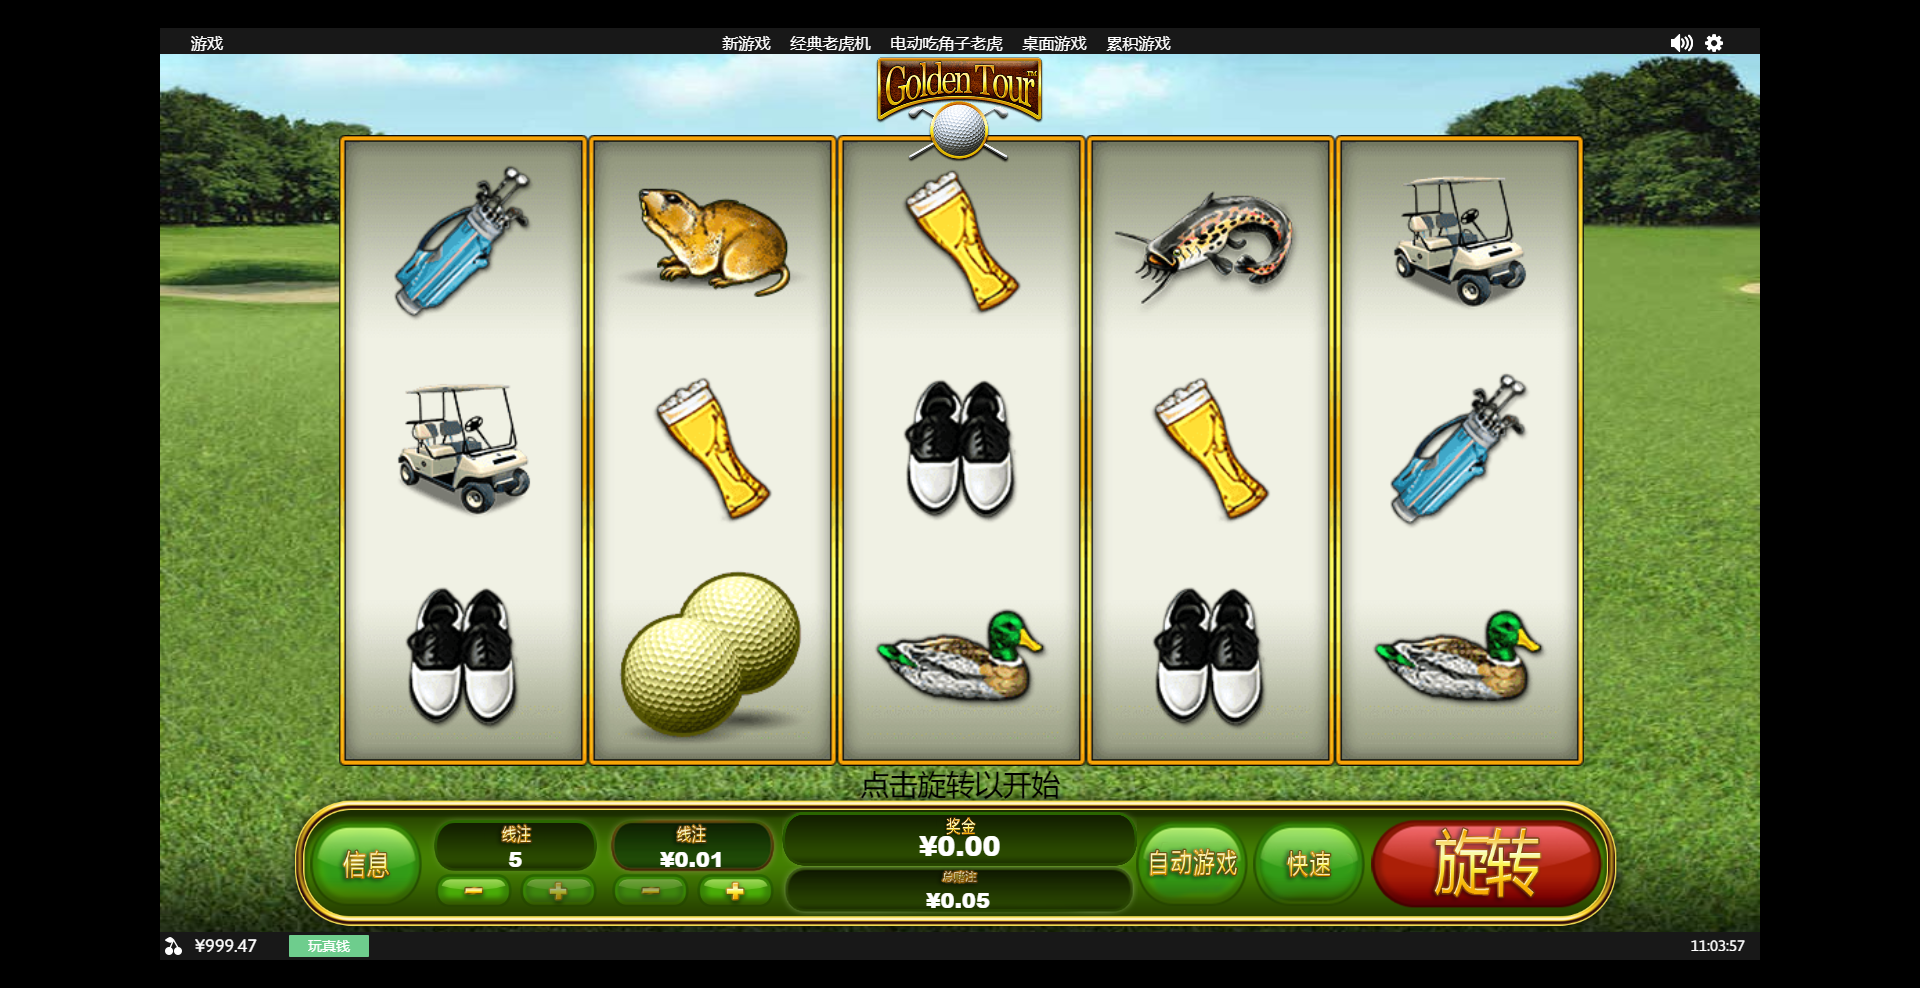 游戏
新游戏 经典老虎机 电动吃角子老虎 桌面游戏 累积游戏
Golden Tour™
点击旋转以开始
信息
线注
5
线注
¥0.01
奖金
¥0.00
总赌注
¥0.05
自动游戏
快速
旋转
¥999.47
玩真钱
11:03:57